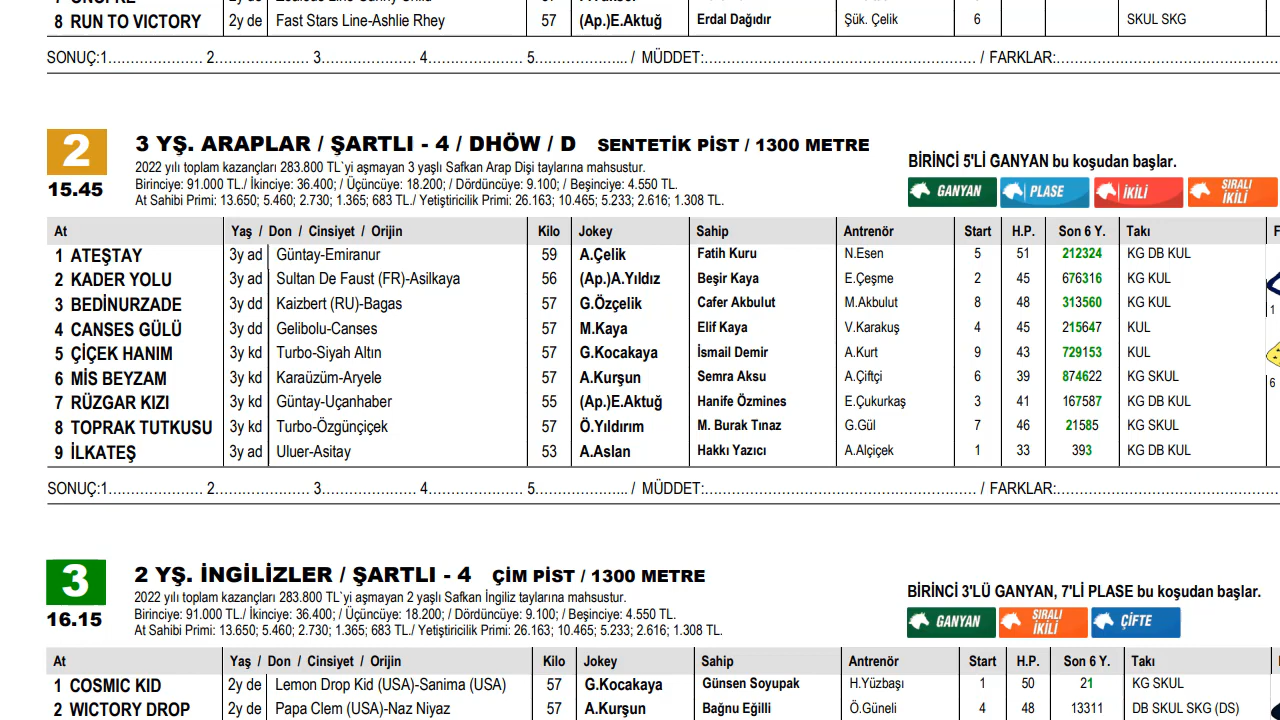 8 RUN TO VICTORY 2y de Fast Stars Line-Ashlie Rhey 57 (Ap.)E.Aktuğ Erdal Dağıdır Şük. Çelik 6 SKUL SKG
SONUÇ:1...................... 2...................... 3...................... 4...................... 5...................... / MÜDDET:................................................................ / FARKLAR:....................................................
2 3 YŞ. ARAPLAR / ŞARTLI - 4 / DHÖW / D SENTETİK PİST / 1300 METRE
15.45
2022 yılı toplam kazançları 283.800 TL`yi aşmayan 3 yaşlı Safkan Arap Dişi taylarına mahsustur.
Birinciye: 91.000 TL./ İkinciye: 36.400; / Üçüncüye: 18.200; / Dördüncüye: 9.100; / Beşinciye: 4.550 TL.
At Sahibi Primi: 13.650; 5.460; 2.730; 1.365; 683 TL./ Yetiştiricilik Primi: 26.163; 10.465; 5.233; 2.616; 1.308 TL.
BİRİNCİ 5'Lİ GANYAN bu koşudan başlar.
GANYAN PLASE İKİLİ SIRALI İKİLİ
At Yaş / Don / Cinsiyet / Orijin Kilo Jokey Sahip Antrenör Start H.P. Son 6 Y. Takı F
1 ATEŞTAY 3y ad Güntay-Emiranur 59 A.Çelik Fatih Kuru N.Esen 5 51 212324 KG DB KUL
2 KADER YOLU 3y ad Sultan De Faust (FR)-Asilkaya 56 (Ap.)A.Yıldız Beşir Kaya E.Çeşme 2 45 676316 KG KUL
3 BEDİNURZADE 3y dd Kaizbert (RU)-Bagas 57 G.Özçelik Cafer Akbulut M.Akbulut 8 48 313560 KG KUL 1
4 CANSES GÜLÜ 3y dd Gelibolu-Canses 57 M.Kaya Elif Kaya V.Karakuş 4 45 215647 KUL
5 ÇİÇEK HANIM 3y kd Turbo-Siyah Altın 57 G.Kocakaya İsmail Demir A.Kurt 9 43 729153 KUL
6 MİS BEYZAM 3y kd Karaüzüm-Aryele 57 A.Kurşun Semra Aksu A.Çiftçi 6 39 874622 KG SKUL 6
7 RÜZGAR KIZI 3y kd Güntay-Uçanhaber 55 (Ap.)E.Aktuğ Hanife Özmines E.Çukurkaş 3 41 167587 KG DB KUL
8 TOPRAK TUTKUSU 3y kd Turbo-Özgünçiçek 57 Ö.Yıldırım M. Burak Tınaz G.Gül 7 46 21585 KG SKUL
9 İLKATEŞ 3y ad Uluer-Asitay 53 A.Aslan Hakkı Yazıcı A.Alçiçek 1 33 393 KG DB KUL
SONUÇ:1...................... 2...................... 3...................... 4...................... 5...................... / MÜDDET:................................................................ / FARKLAR:....................................................
3 2 YŞ. İNGİLİZLER / ŞARTLI - 4 ÇİM PİST / 1300 METRE
16.15
2022 yılı toplam kazançları 283.800 TL`yi aşmayan 2 yaşlı Safkan İngiliz taylarına mahsustur.
Birinciye: 91.000 TL./ İkinciye: 36.400; / Üçüncüye: 18.200; / Dördüncüye: 9.100; / Beşinciye: 4.550 TL.
At Sahibi Primi: 13.650; 5.460; 2.730; 1.365; 683 TL./ Yetiştiricilik Primi: 26.163; 10.465; 5.233; 2.616; 1.308 TL.
BİRİNCİ 3'LÜ GANYAN, 7'Lİ PLASE bu koşudan başlar.
GANYAN SIRALI İKİLİ ÇİFTE
At Yaş / Don / Cinsiyet / Orijin Kilo Jokey Sahip Antrenör Start H.P. Son 6 Y. Takı
1 COSMIC KID 2y de Lemon Drop Kid (USA)-Sanima (USA) 57 G.Kocakaya Günsen Soyupak H.Yüzbaşı 1 50 21 KG SKUL
2 WICTORY DROP 2y de Papa Clem (USA)-Naz Niyaz 57 A.Kurşun Bağnu Eğilli Ö.Güneli 4 48 13311 DB SKUL SKG (DS)